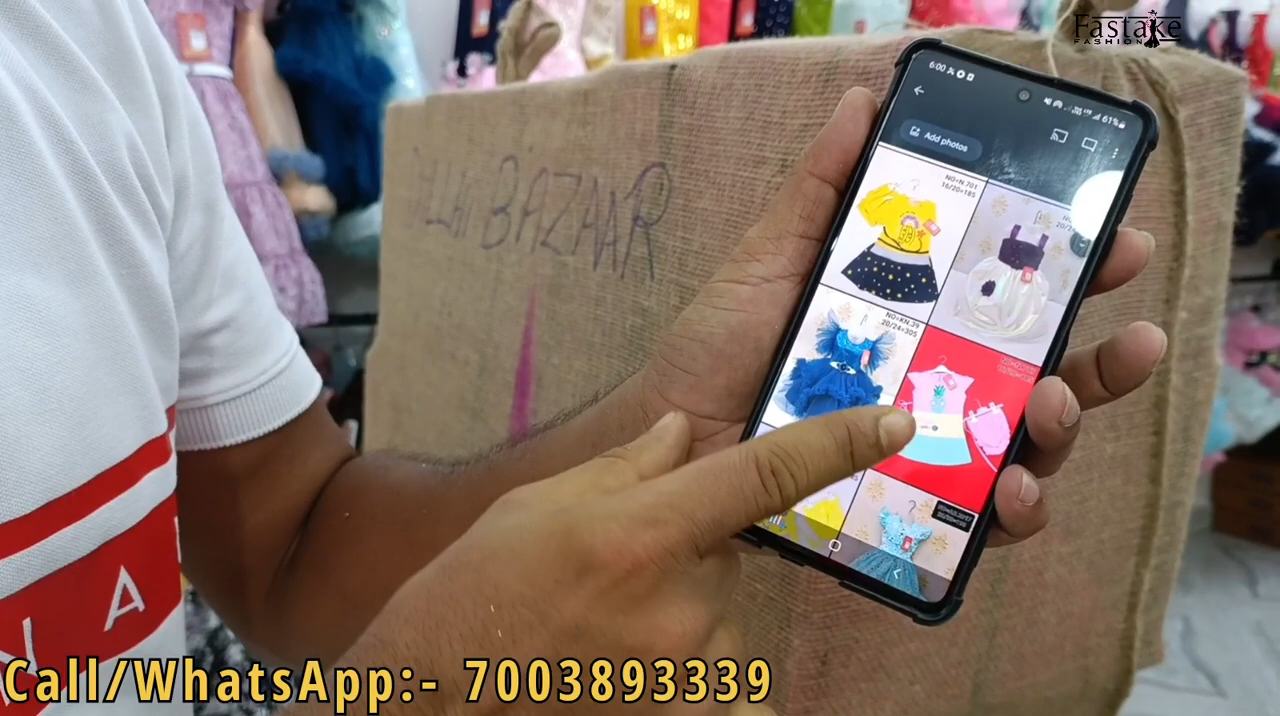 Fastake
FASHION
6:00
61%
Add photos
NO=N 701
16/20=185
NO=KN.39
20/24=305
BAZAAR
A
Call/WhatsApp:- 7003893339